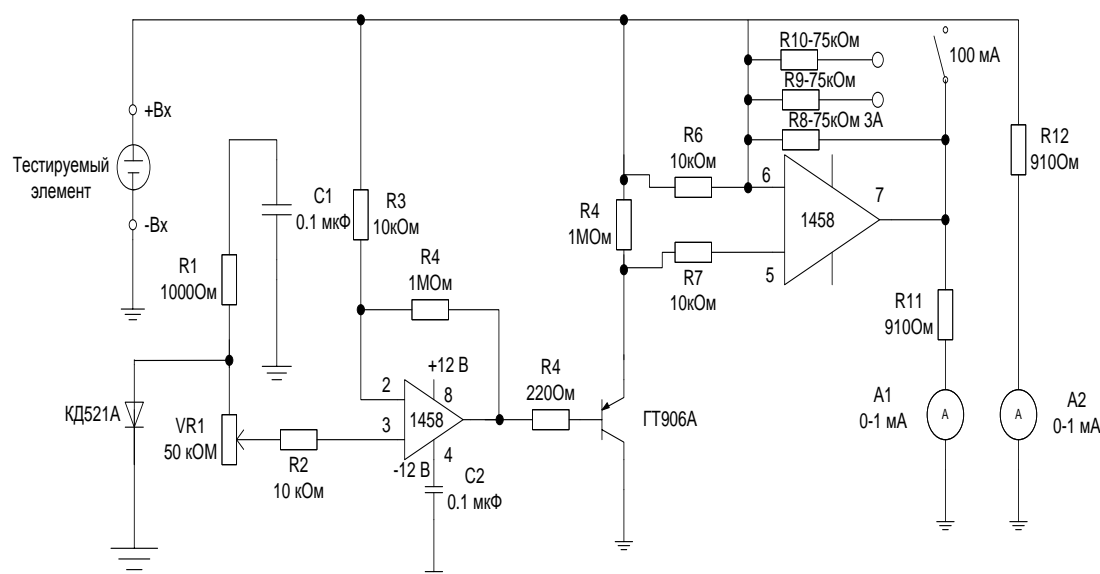 +Вх
Тестируемый
элемент
-Вх
R1
1000Ом
КД521А
VR1
50 кОМ
C1
0.1 мкФ
R2
10 кОм
R3
10кОм
R4
1МОм
+12 В
2
8
1458
3
4
-12 В
C2
0.1 мкФ
R4
220Ом
ГТ906А
R4
1МОм
R6
10кОм
R7
10кОм
R10-75кОм
R9-75кОм
R8-75кОм 3А
6
7
1458
5
100 мА
R11
910Ом
A1
0-1 мА
А
R12
910Ом
A2
0-1 мА
А